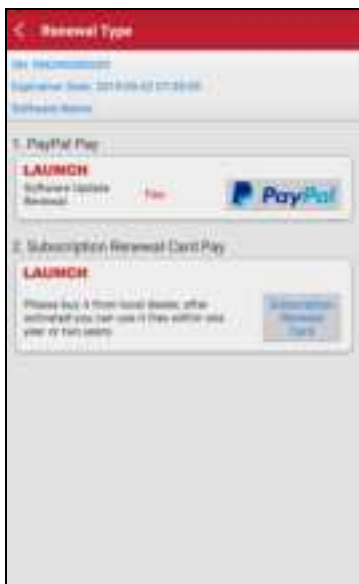 Renewal Type
Expiration Date
Software Name
1. PayPal Pay
LAUNCH
Software Update
Renewal
PayPal
2. Subscription Renewal Card Pay
LAUNCH
Please buy it from local dealer, after
activated you can use it free within one
year or two years
Subscription
Renewal
Card